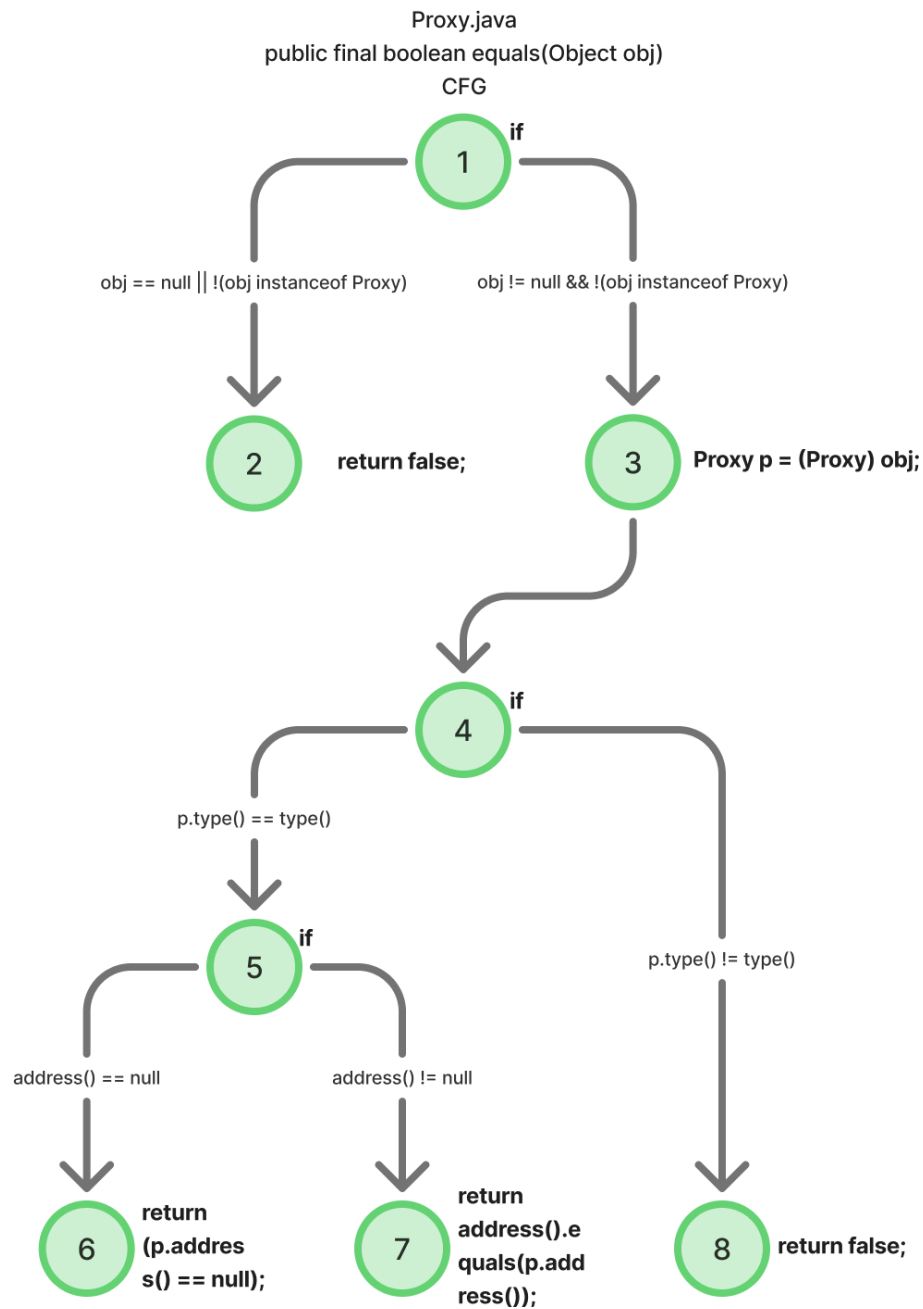 Proxy.java
public final boolean equals(Object obj)
CFG
if
1
obj == null || !(obj instanceof Proxy)
obj != null && !(obj instanceof Proxy)
2
return false;
3
Proxy p = (Proxy) obj;
if
4
p.type() == type()
if
5
p.type() != type()
address() == null
address() != null
6
return
(p.addres
s() == null);
7
return
address().e
quals(p.add
ress());
8
return false;